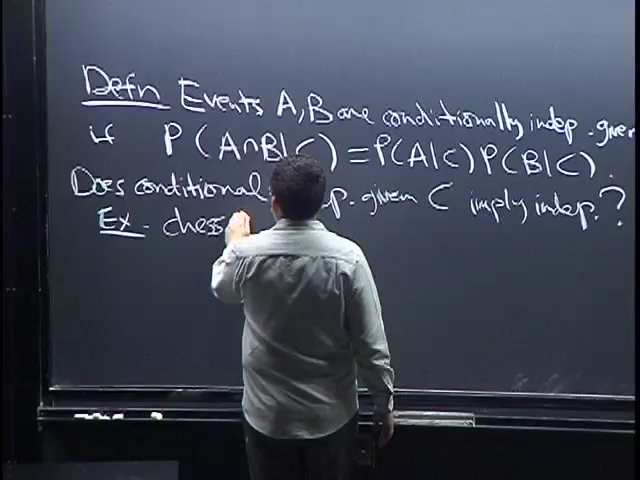 Defn Events A, B are conditionally indep. given
if P(A∩B|C) = P(A|C)P(B|C).
Does conditional p. given C imply indep.?
Ex. chess